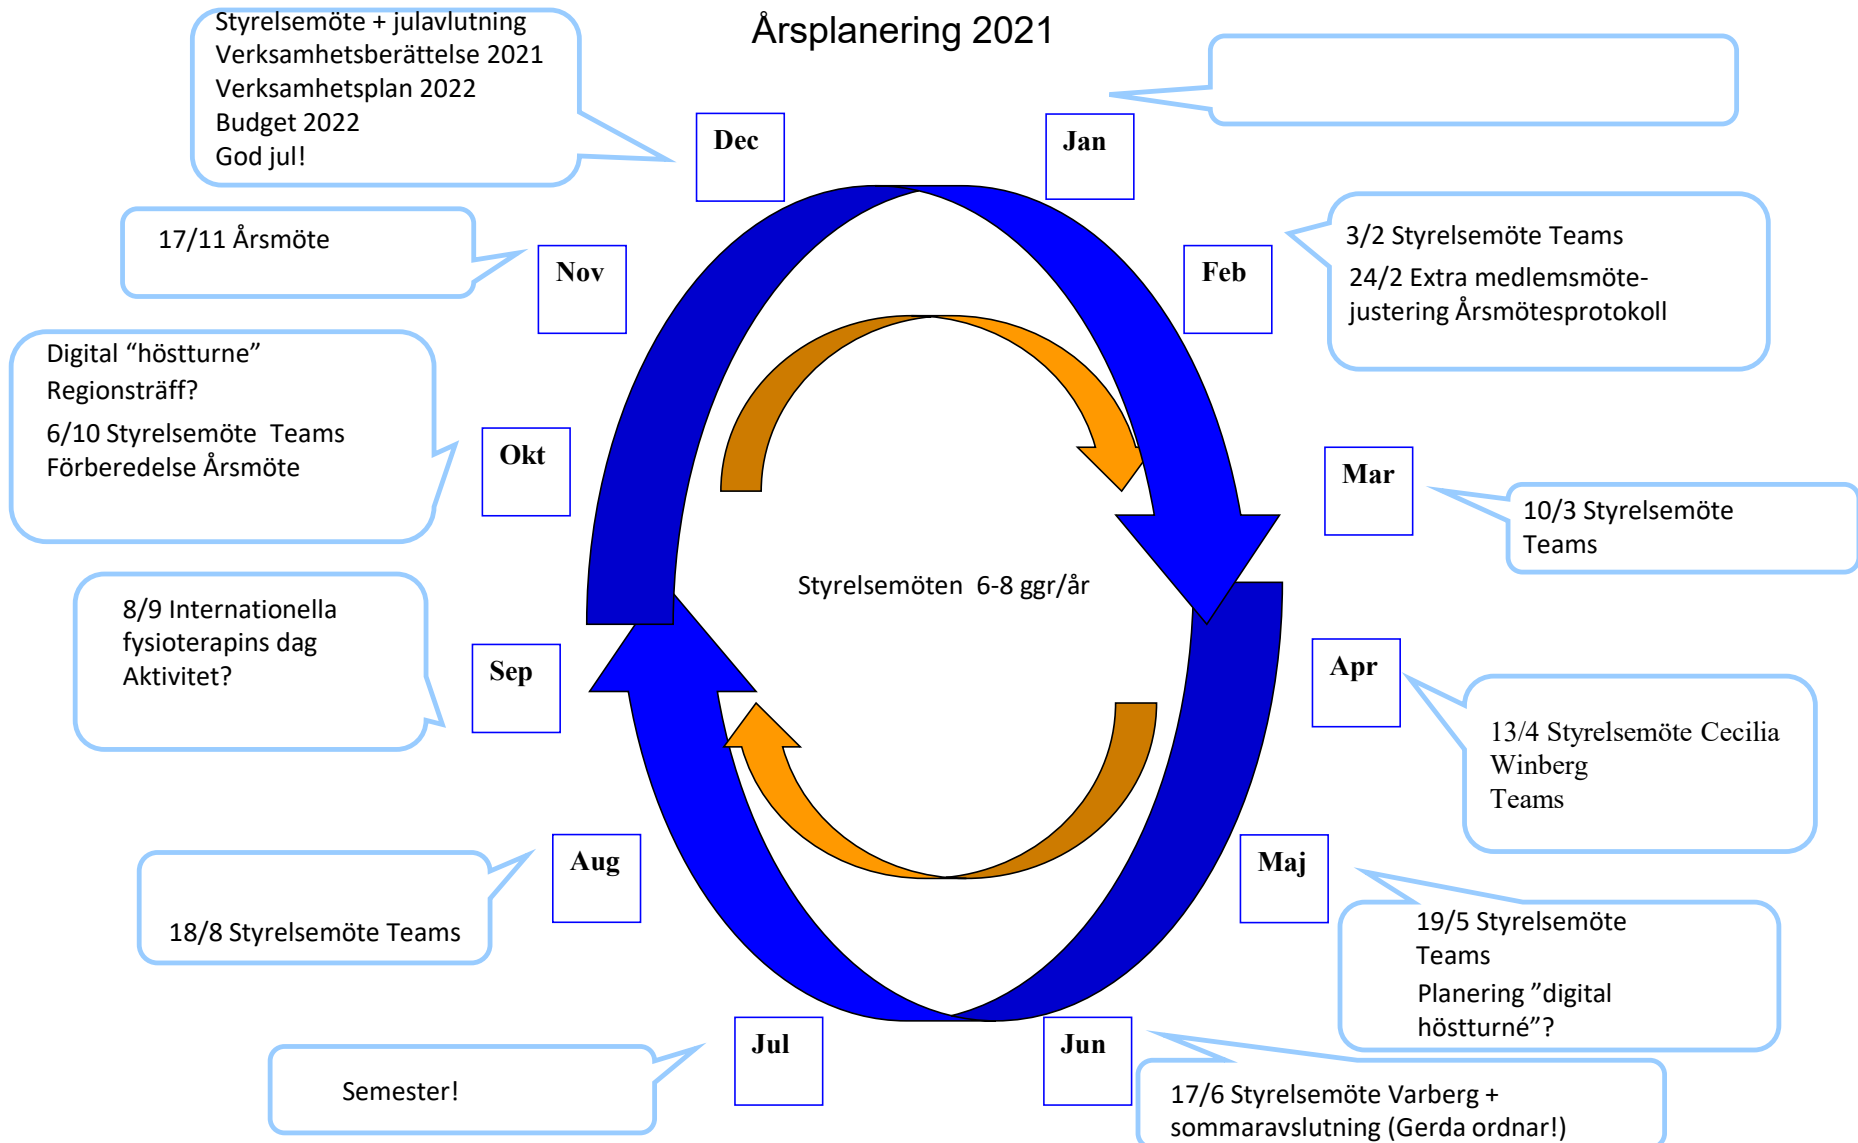 Årsplanering 2021
Styrelsemöte + julavlutning
Verksamhetsberättelse 2021
Verksamhetsplan 2022
Budget 2022
God jul!
Dec
Jan
17/11 Årsmöte
Nov
Feb
3/2 Styrelsemöte Teams
24/2 Extra medlemsmöte-
justering Årsmötesprotokoll
Digital “höstturne”
Regionsträff?
6/10 Styrelsemöte  Teams
Förberedelse Årsmöte
Okt
Mar
10/3 Styrelsemöte
Teams
Styrelsemöten  6-8 ggr/år
8/9 Internationella
fysioterapins dag
Aktivitet?
Sep
Apr
13/4 Styrelsemöte Cecilia
Winberg
Teams
18/8 Styrelsemöte Teams
Aug
Maj
19/5 Styrelsemöte
Teams
Planering ”digital
höstturné”?
Semester!
Jul
Jun
17/6 Styrelsemöte Varberg +
sommaravslutning (Gerda ordnar!)